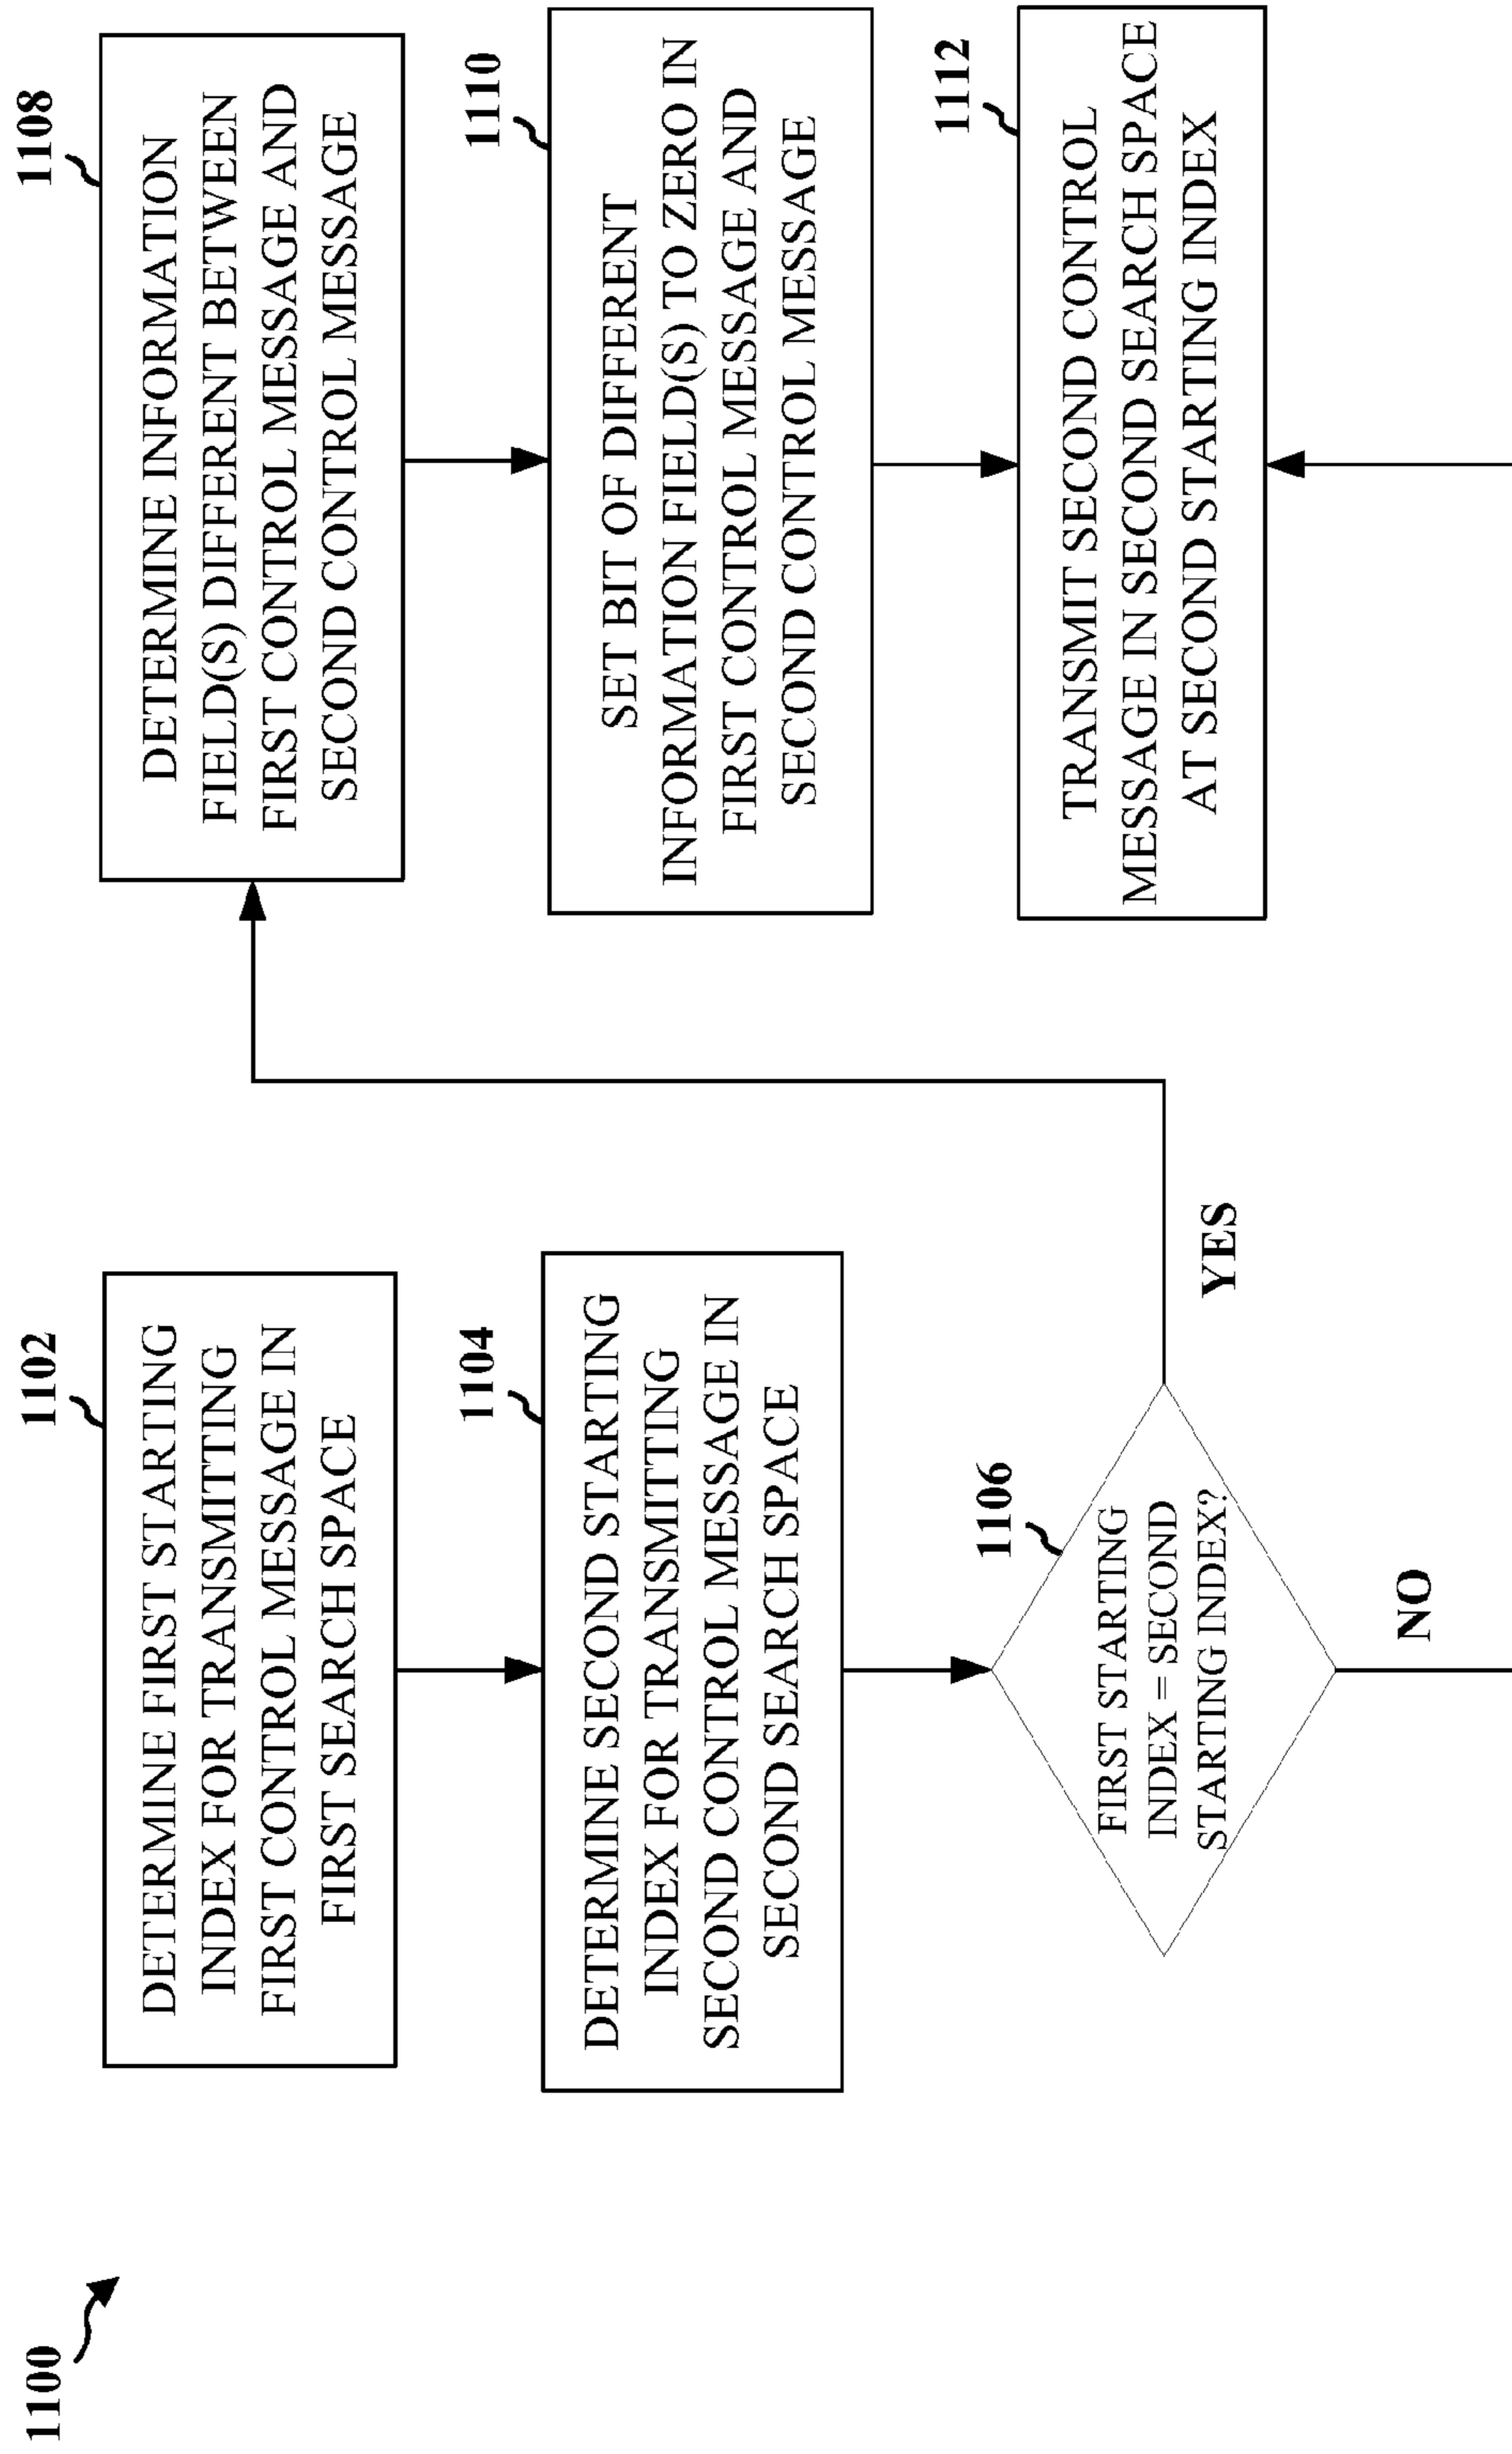 1100
1102
DETERMINE FIRST STARTING
INDEX FOR TRANSMITTING
FIRST CONTROL MESSAGE IN
FIRST SEARCH SPACE
1104
DETERMINE SECOND STARTING
INDEX FOR TRANSMITTING
SECOND CONTROL MESSAGE IN
SECOND SEARCH SPACE
1106
FIRST STARTING
INDEX = SECOND
STARTING INDEX?
YES
NO
1108
DETERMINE INFORMATION
FIELD(S) DIFFERENT BETWEEN
FIRST CONTROL MESSAGE AND
SECOND CONTROL MESSAGE
1110
SET BIT OF DIFFERENT
INFORMATION FIELD(S) TO ZERO IN
FIRST CONTROL MESSAGE AND
SECOND CONTROL MESSAGE
1112
TRANSMIT SECOND CONTROL
MESSAGE IN SECOND SEARCH SPACE
AT SECOND STARTING INDEX